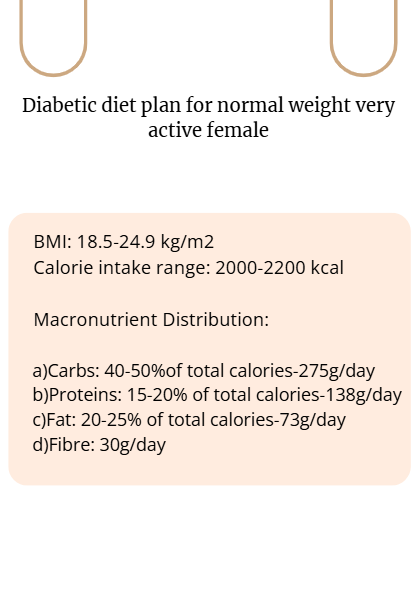 Diabetic diet plan for normal weight very
active female
BMI: 18.5-24.9 kg/m2
Calorie intake range: 2000-2200 kcal
Macronutrient Distribution:
a)Carbs: 40-50%of total calories-275g/day
b)Proteins: 15-20% of total calories-138g/day
c)Fat: 20-25% of total calories-73g/day
d)Fibre: 30g/day